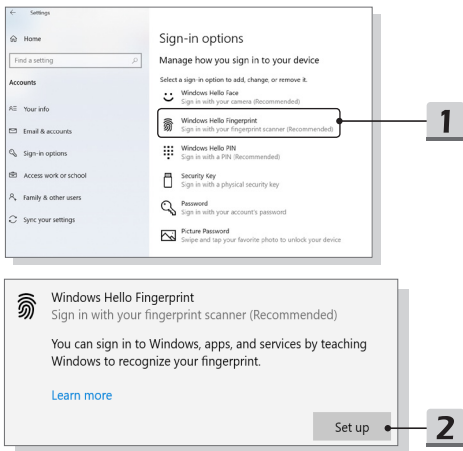 Settings
Home
Find a setting
Accounts
Your info
Email & accounts
Sign-in options
Access work or school
Family & other users
Sync your settings
Sign-in options
Manage how you sign in to your device
Select a sign-in option to add, change, or remove it.
Windows Hello Face
Sign in with your camera (Recommended)
Windows Hello Fingerprint
Sign in with your fingerprint scanner (Recommended)
Windows Hello PIN
Sign in with a PIN (Recommended)
Security Key
Sign in with a physical security key
Password
Sign in with your account's password
Picture Password
Swipe and tap your favorite photo to unlock your device
1
Windows Hello Fingerprint
Sign in with your fingerprint scanner (Recommended)
You can sign in to Windows, apps, and services by teaching
Windows to recognize your fingerprint.
Learn more
Set up
2